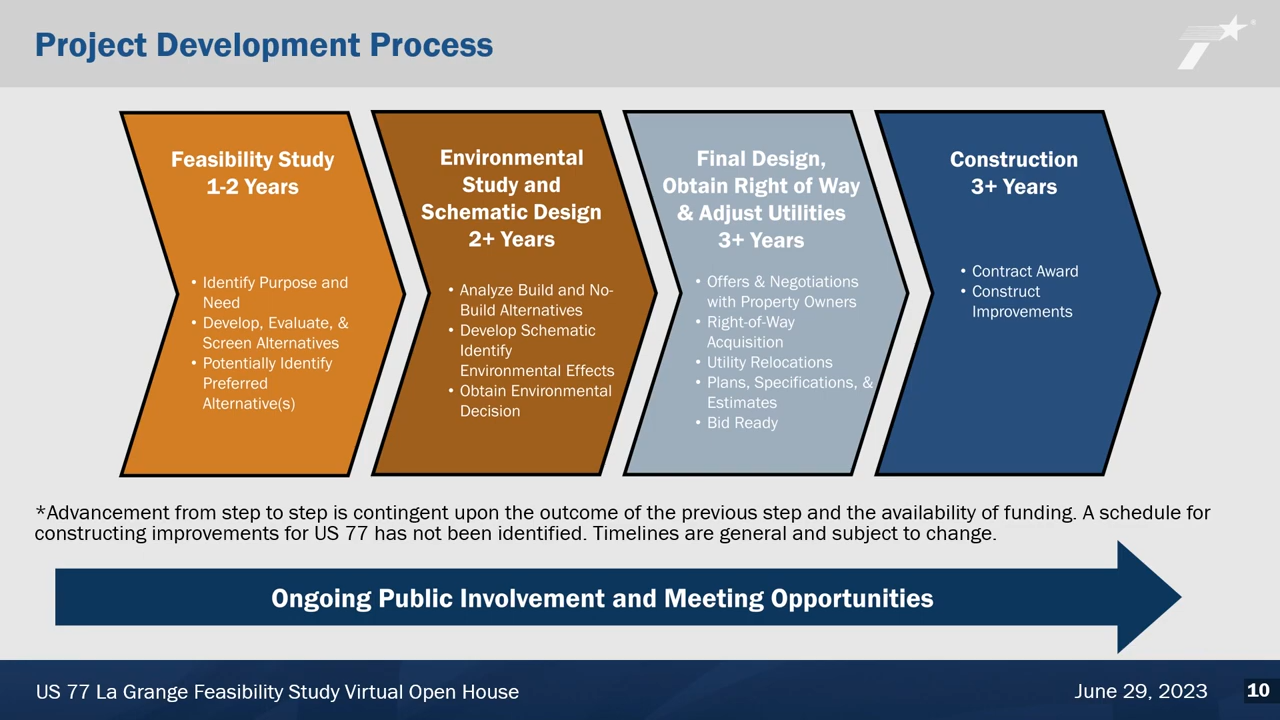 Project Development Process
Feasibility Study
1-2 Years
• Identify Purpose and
Need
• Develop, Evaluate, &
Screen Alternatives
• Potentially Identify
Preferred
Alternative(s)
Environmental
Study and
Schematic Design
2+ Years
• Analyze Build and No-
Build Alternatives
• Develop Schematic
Identify
Environmental Effects
• Obtain Environmental
Decision
Final Design,
Obtain Right of Way
& Adjust Utilities
3+ Years
• Offers & Negotiations
with Property Owners
• Right-of-Way
Acquisition
• Utility Relocations
• Plans, Specifications, &
Estimates
• Bid Ready
Construction
3+ Years
• Contract Award
• Construct
Improvements
*Advancement from step to step is contingent upon the outcome of the previous step and the availability of funding. A schedule for
constructing improvements for US 77 has not been identified. Timelines are general and subject to change.
Ongoing Public Involvement and Meeting Opportunities
US 77 La Grange Feasibility Study Virtual Open House
June 29, 2023
10